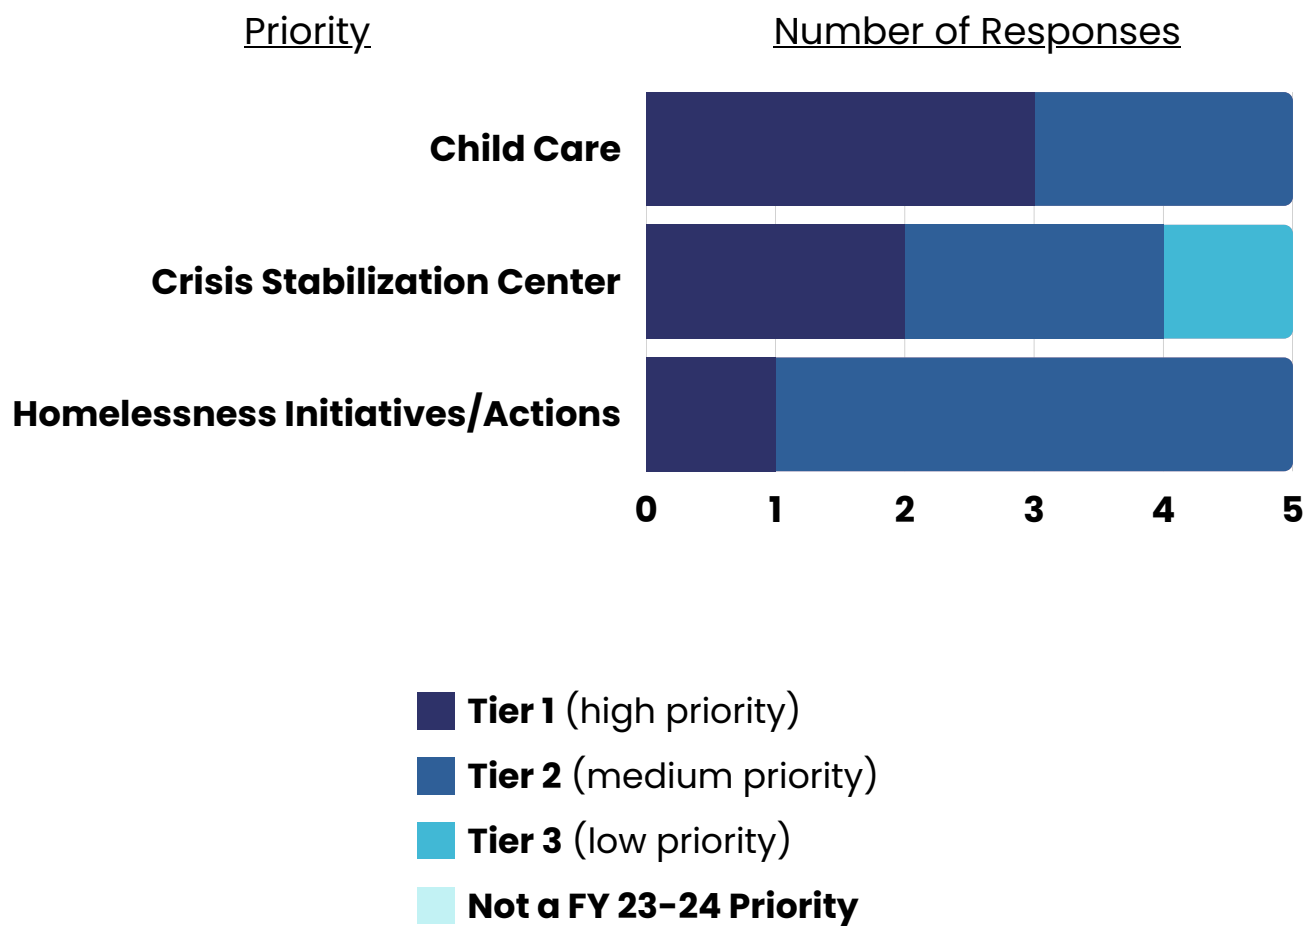 Priority
Number of Responses
Child Care
Crisis Stabilization Center
Homelessness Initiatives/Actions
0 1 2 3 4 5
Tier 1 (high priority)
Tier 2 (medium priority)
Tier 3 (low priority)
Not a FY 23-24 Priority